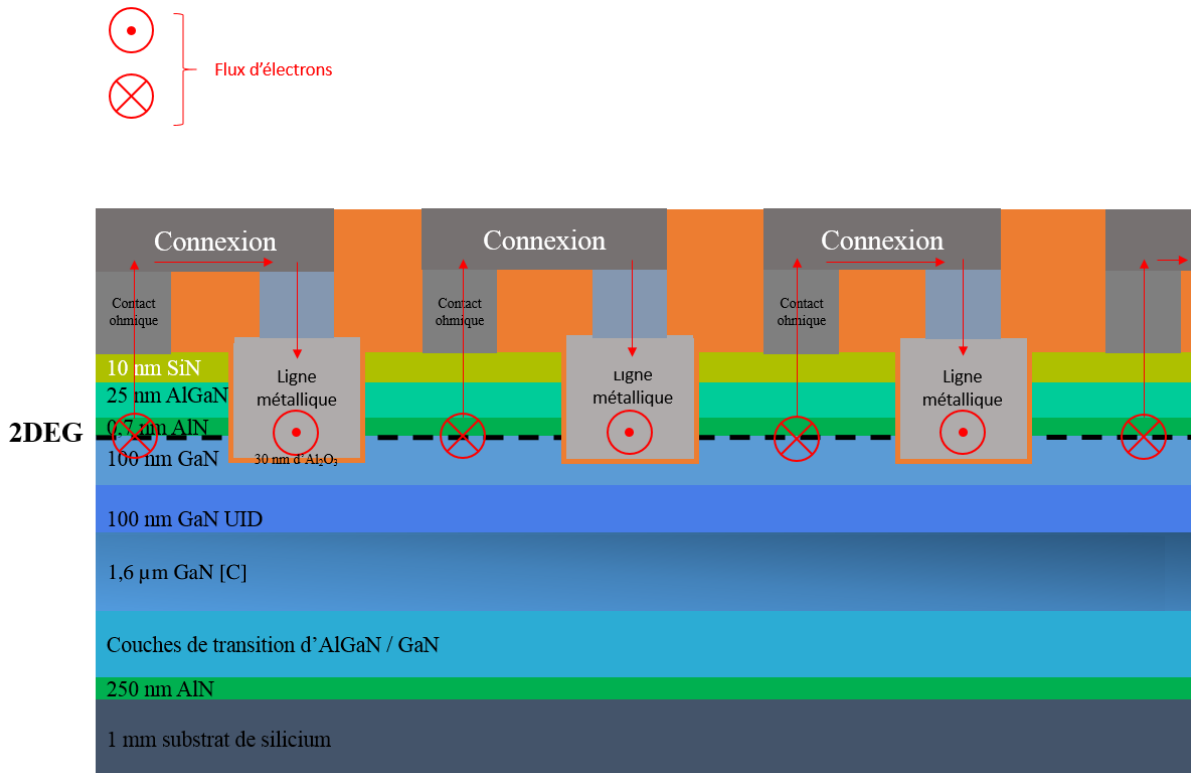 Flux d'électrons
Connexion
Connexion
Connexion
Contact
ohmique
Contact
ohmique
Contact
ohmique
10 nm SiN
Ligne
métallique
Ligne
métallique
Ligne
métallique
25 nm AlGaN
0,7 nm AlN
2DEG
100 nm GaN
30 nm d'Al₂O₃
100 nm GaN UID
1,6 µm GaN [C]
Couches de transition d'AlGaN / GaN
250 nm AlN
1 mm substrat de silicium